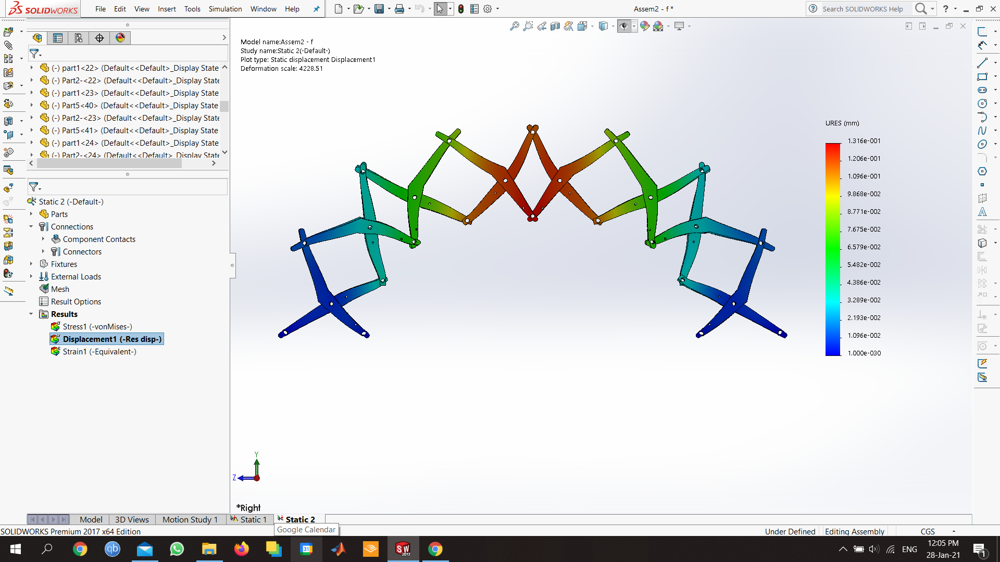 SOLIDWORKS
File Edit View Insert Tools Simulation Window Help
Assem2 - f *
Search SOLIDWORKS Help
Model name:Assem2 - f
Study name:Static 2(-Default-)
Plot type: Static displacement Displacement1
Deformation scale: 4228.51
(-) part1<22> (Default<<Default>_Display State
(-) Part2-<22> (Default<<Default>_Display State
(-) part1<23> (Default<<Default>_Display State
(-) Part5<40> (Default<<Default>_Display State
(-) Part2-<23> (Default<<Default>_Display State
(-) Part5<41> (Default<<Default>_Display State
(-) part1<24> (Default<<Default>_Display State
(-) Part2-<24> (Default<<Default>_Display State
Static 2 (-Default-)
Parts
Connections
Component Contacts
Connectors
Fixtures
External Loads
Mesh
Result Options
Results
Stress1 (-vonMises-)
Displacement1 (-Res disp-)
Strain1 (-Equivalent-)
URES (mm)
1.316e-001
1.206e-001
1.096e-001
9.868e-002
8.771e-002
7.675e-002
6.579e-002
5.482e-002
4.386e-002
3.289e-002
2.193e-002
1.096e-002
1.000e-030
Y
Z
*Right
Model 3D Views Motion Study 1 Static 1 Static 2
Google Calendar
SOLIDWORKS Premium 2017 x64 Edition
Under Defined Editing Assembly CGS
qb
31
SW
2017
ENG
12:05 PM
28-Jan-21
1